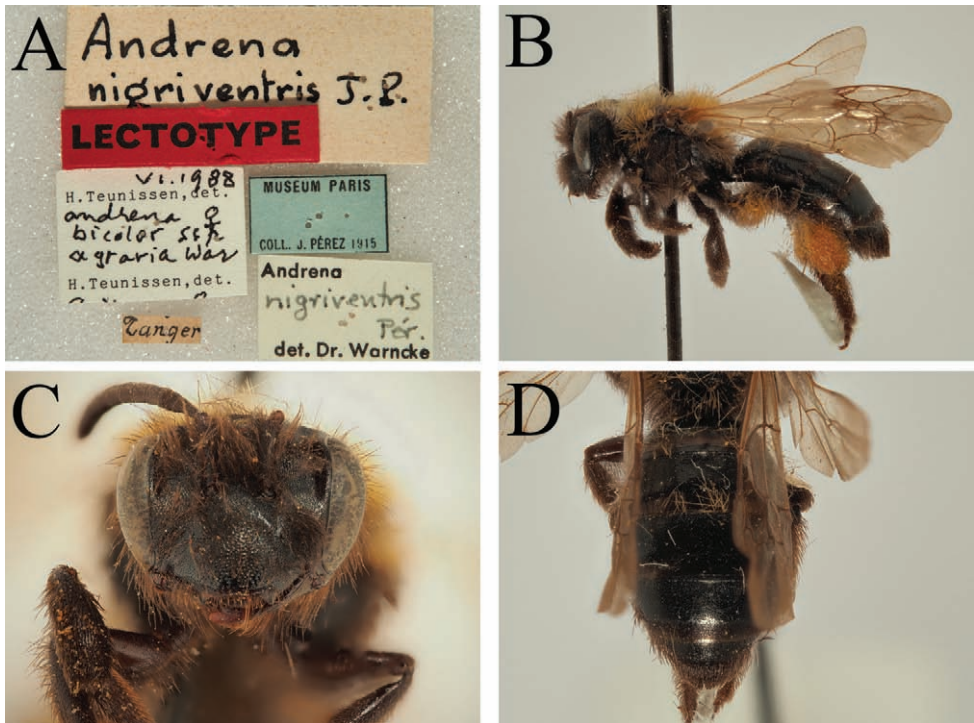 A
Andrena
nigriventris J.P.
LECTOTYPE
VI.1988
H.Teunissen,det.
andrena ♀
bicolor ssp
agraria War
H.Teunissen,det.
MUSEUM PARIS
COLL. J. PÉREZ 1915
Tanger
Andrena
nigriventris
Pér.
det. Dr. Warncke
B
C
D